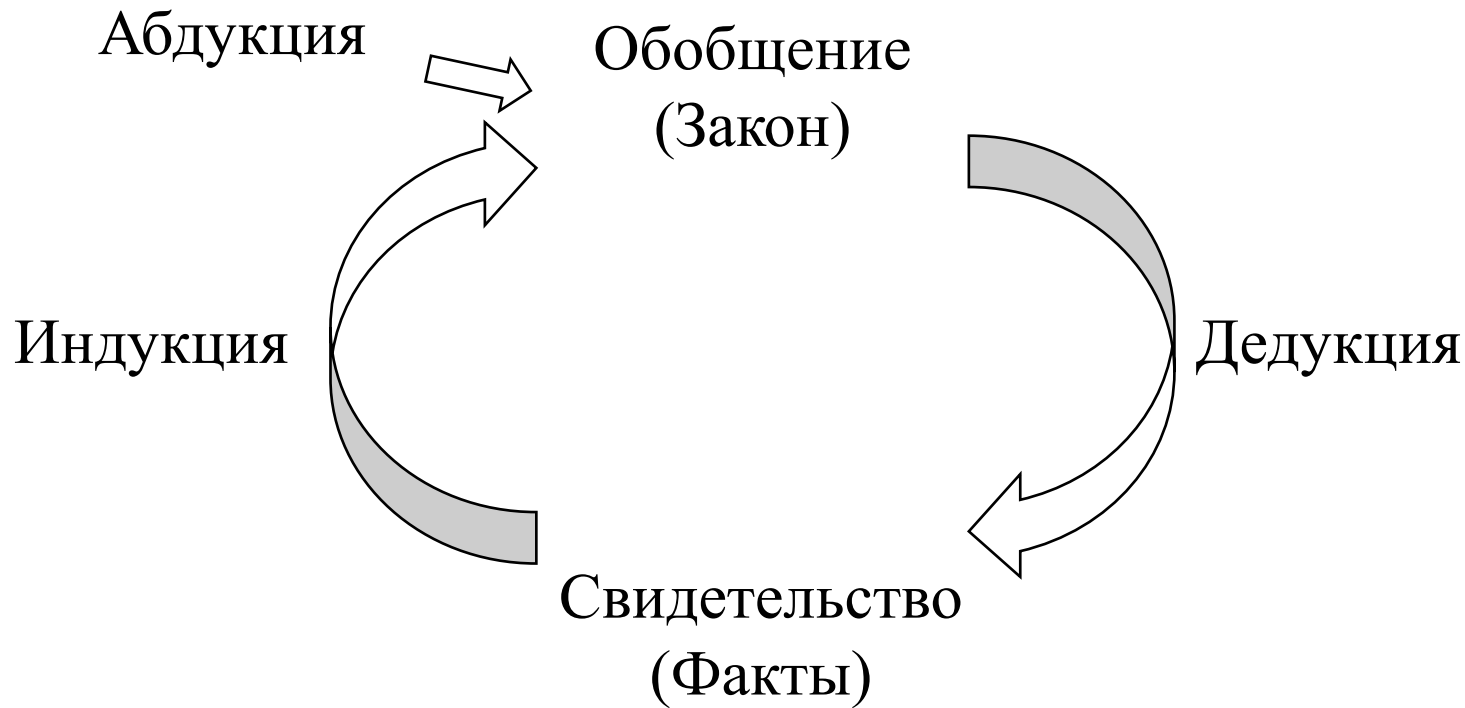 Абдукция
Обобщение
(Закон)
Индукция
Дедукция
Свидетельство
(Факты)